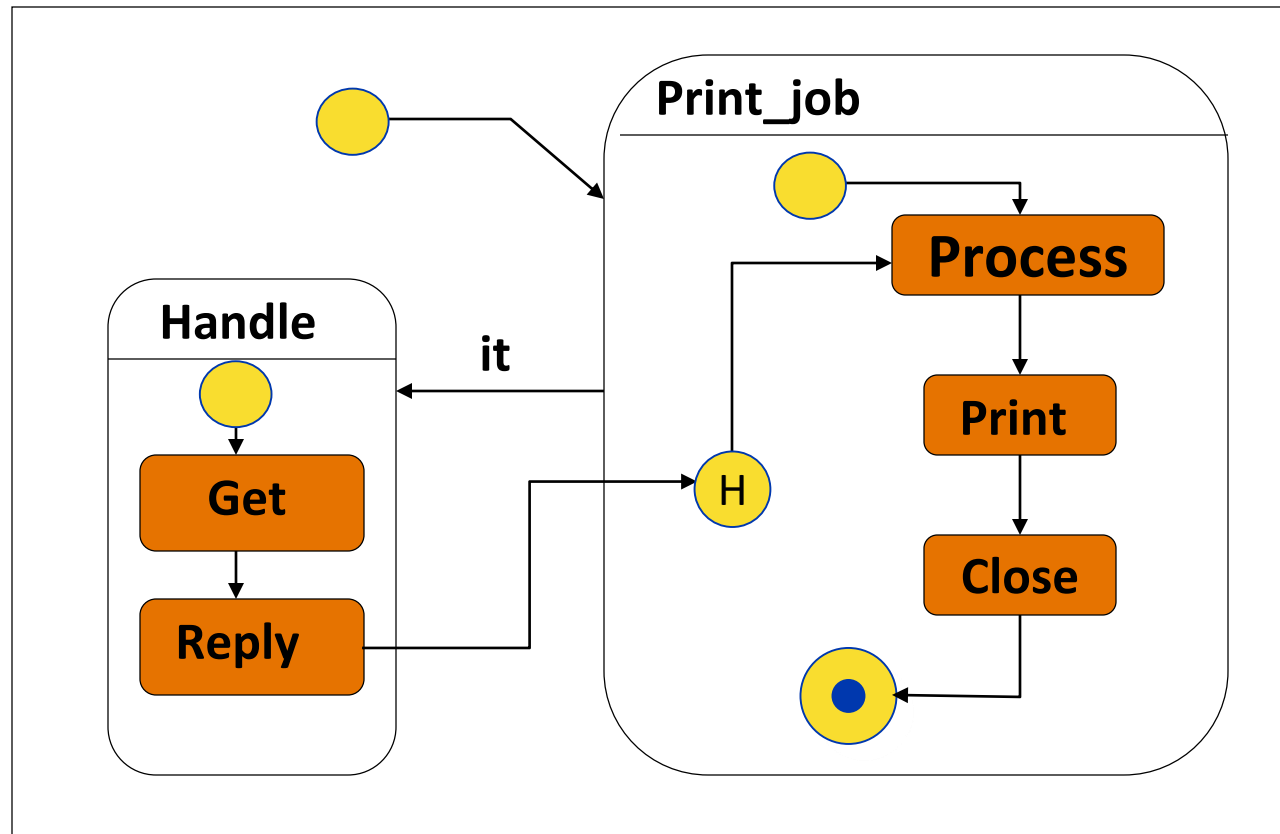 Print_job
Process
Handle
it
Print
H
Get
Close
Reply